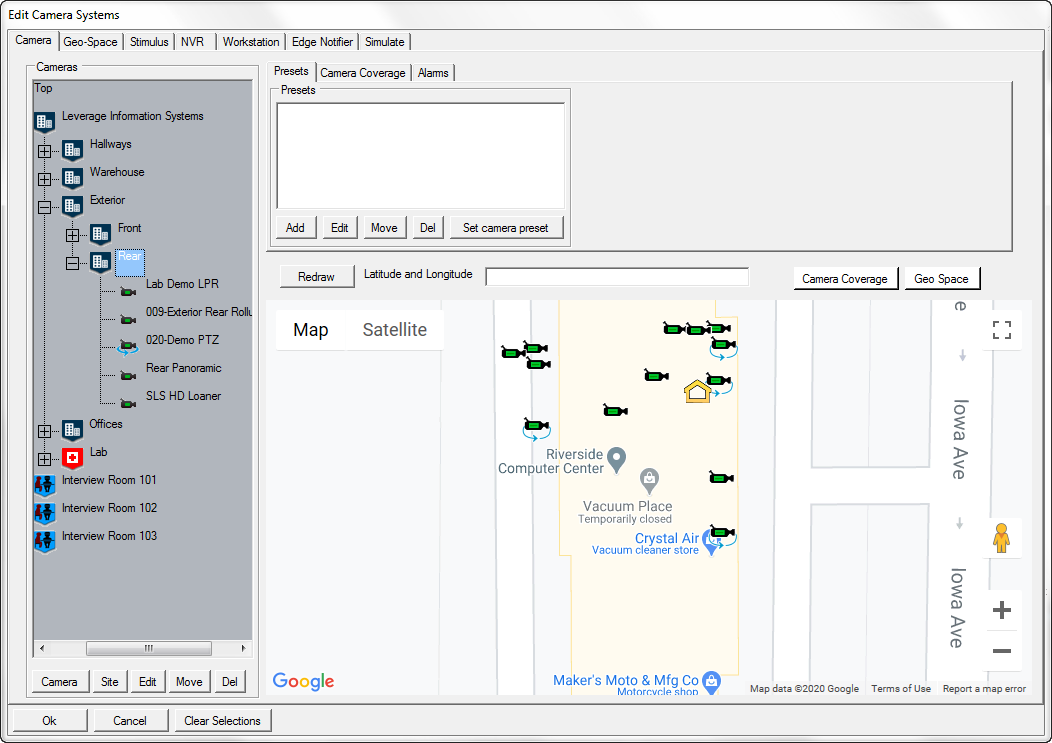 Edit Camera Systems
Camera Geo-Space Stimulus NVR Workstation Edge Notifier Simulate
Cameras
Top
Leverage Information Systems
Hallways
Warehouse
Exterior
Front
Rear
Lab Demo LPR
009-Exterior Rear Rollu
020-Demo PTZ
Rear Panoramic
SLS HD Loaner
Offices
Lab
Interview Room 101
Interview Room 102
Interview Room 103
Camera Site Edit Move Del
Presets Camera Coverage Alarms
Presets
Add Edit Move Del Set camera preset
Redraw Latitude and Longitude Camera Coverage Geo Space
Map Satellite
e
Iowa Ave
Riverside
Computer Center
Vacuum Place
Temporarily closed
Crystal Air
Vacuum cleaner store
Iowa Ave
Maker's Moto & Mfg Co
Motorcycle shop
Google
Map data ©2020 Google Terms of Use Report a map error
Ok Cancel Clear Selections